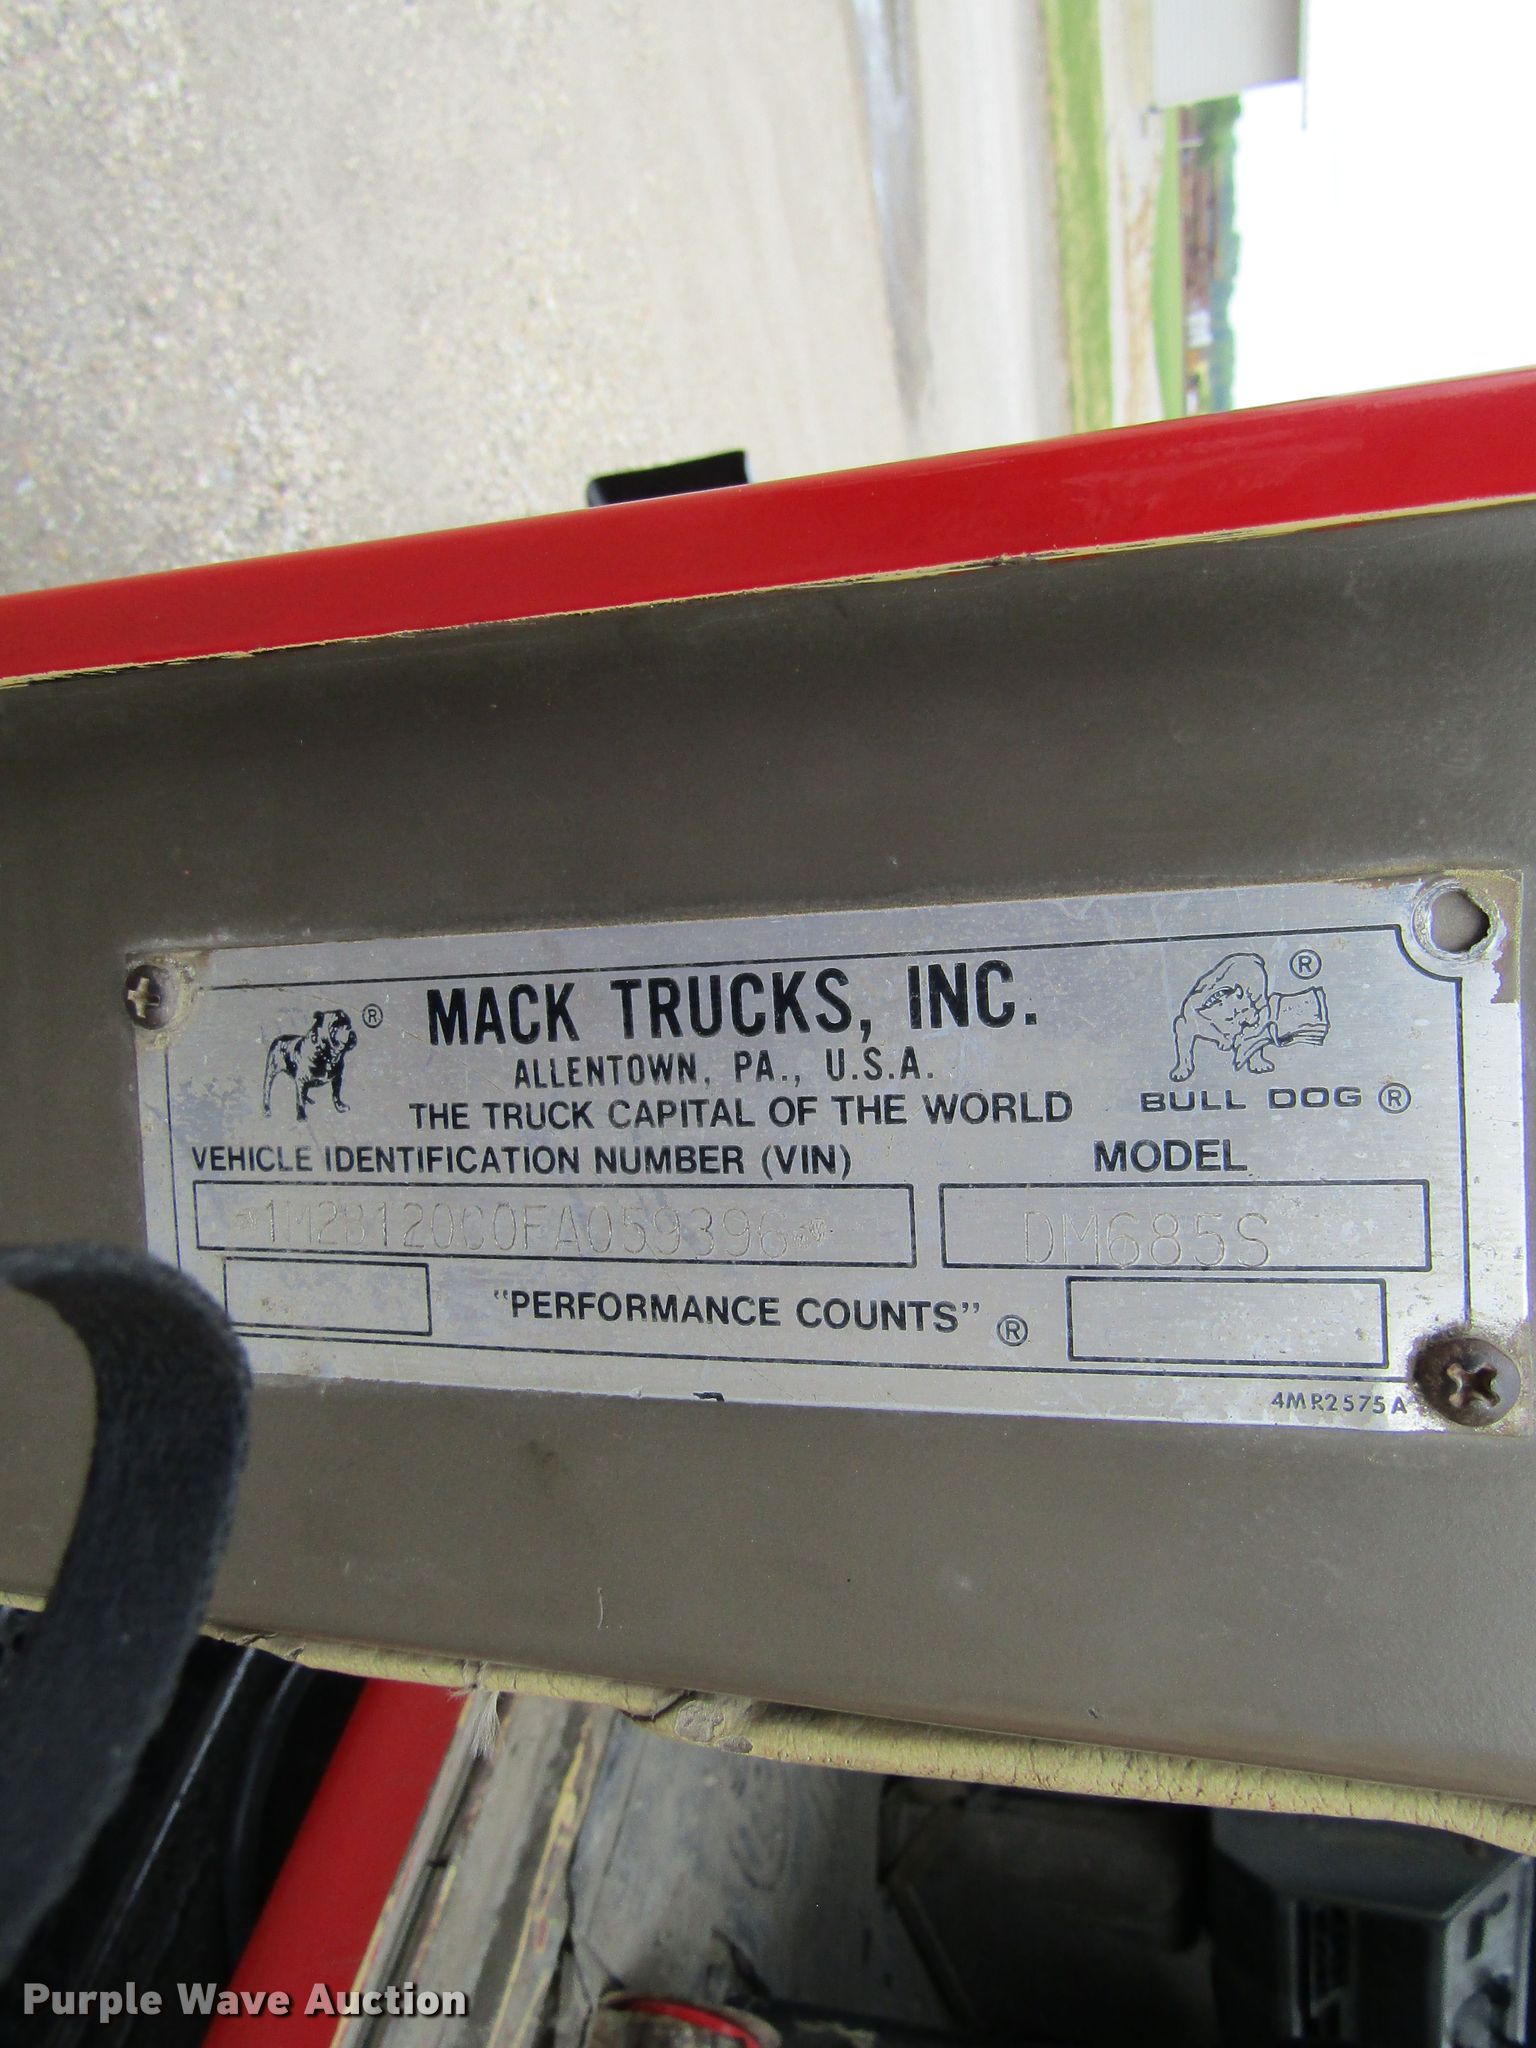 ® MACK TRUCKS, INC. ®
ALLENTOWN, PA., U.S.A.
THE TRUCK CAPITAL OF THE WORLD
BULL DOG ®
VEHICLE IDENTIFICATION NUMBER (VIN) MODEL
1M2B120C0FA059396 DM685S
"PERFORMANCE COUNTS" ®
4MR2575A
Purple Wave Auction